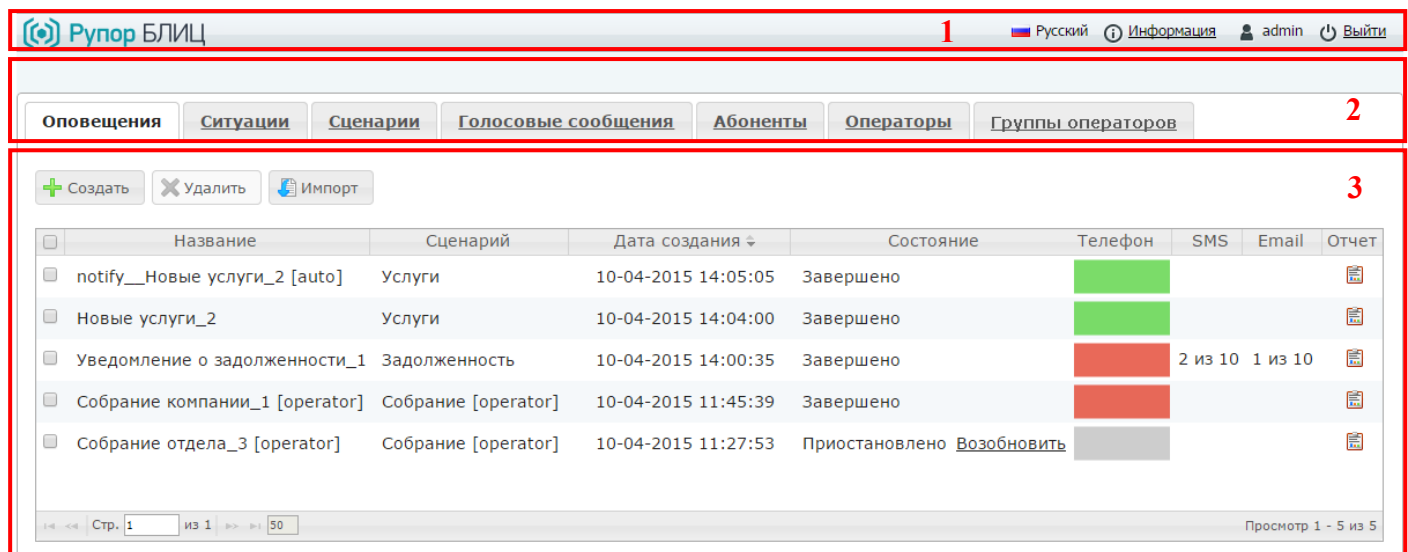 Рупор БЛИЦ 1 Русский Информация admin Выйти
2
Оповещения Ситуации Сценарии Голосовые сообщения Абоненты Операторы Группы операторов
3
Создать Удалить Импорт
Название Сценарий Дата создания Состояние Телефон SMS Email Отчет
notify__Новые услуги_2 [auto] Услуги 10-04-2015 14:05:05 Завершено
Новые услуги_2 Услуги 10-04-2015 14:04:00 Завершено
Уведомление о задолженности_1 Задолженность 10-04-2015 14:00:35 Завершено 2 из 10 1 из 10
Собрание компании_1 [operator] Собрание [operator] 10-04-2015 11:45:39 Завершено
Собрание отдела_3 [operator] Собрание [operator] 10-04-2015 11:27:53 Приостановлено Возобновить
Стр. 1 из 1 50 Просмотр 1 - 5 из 5